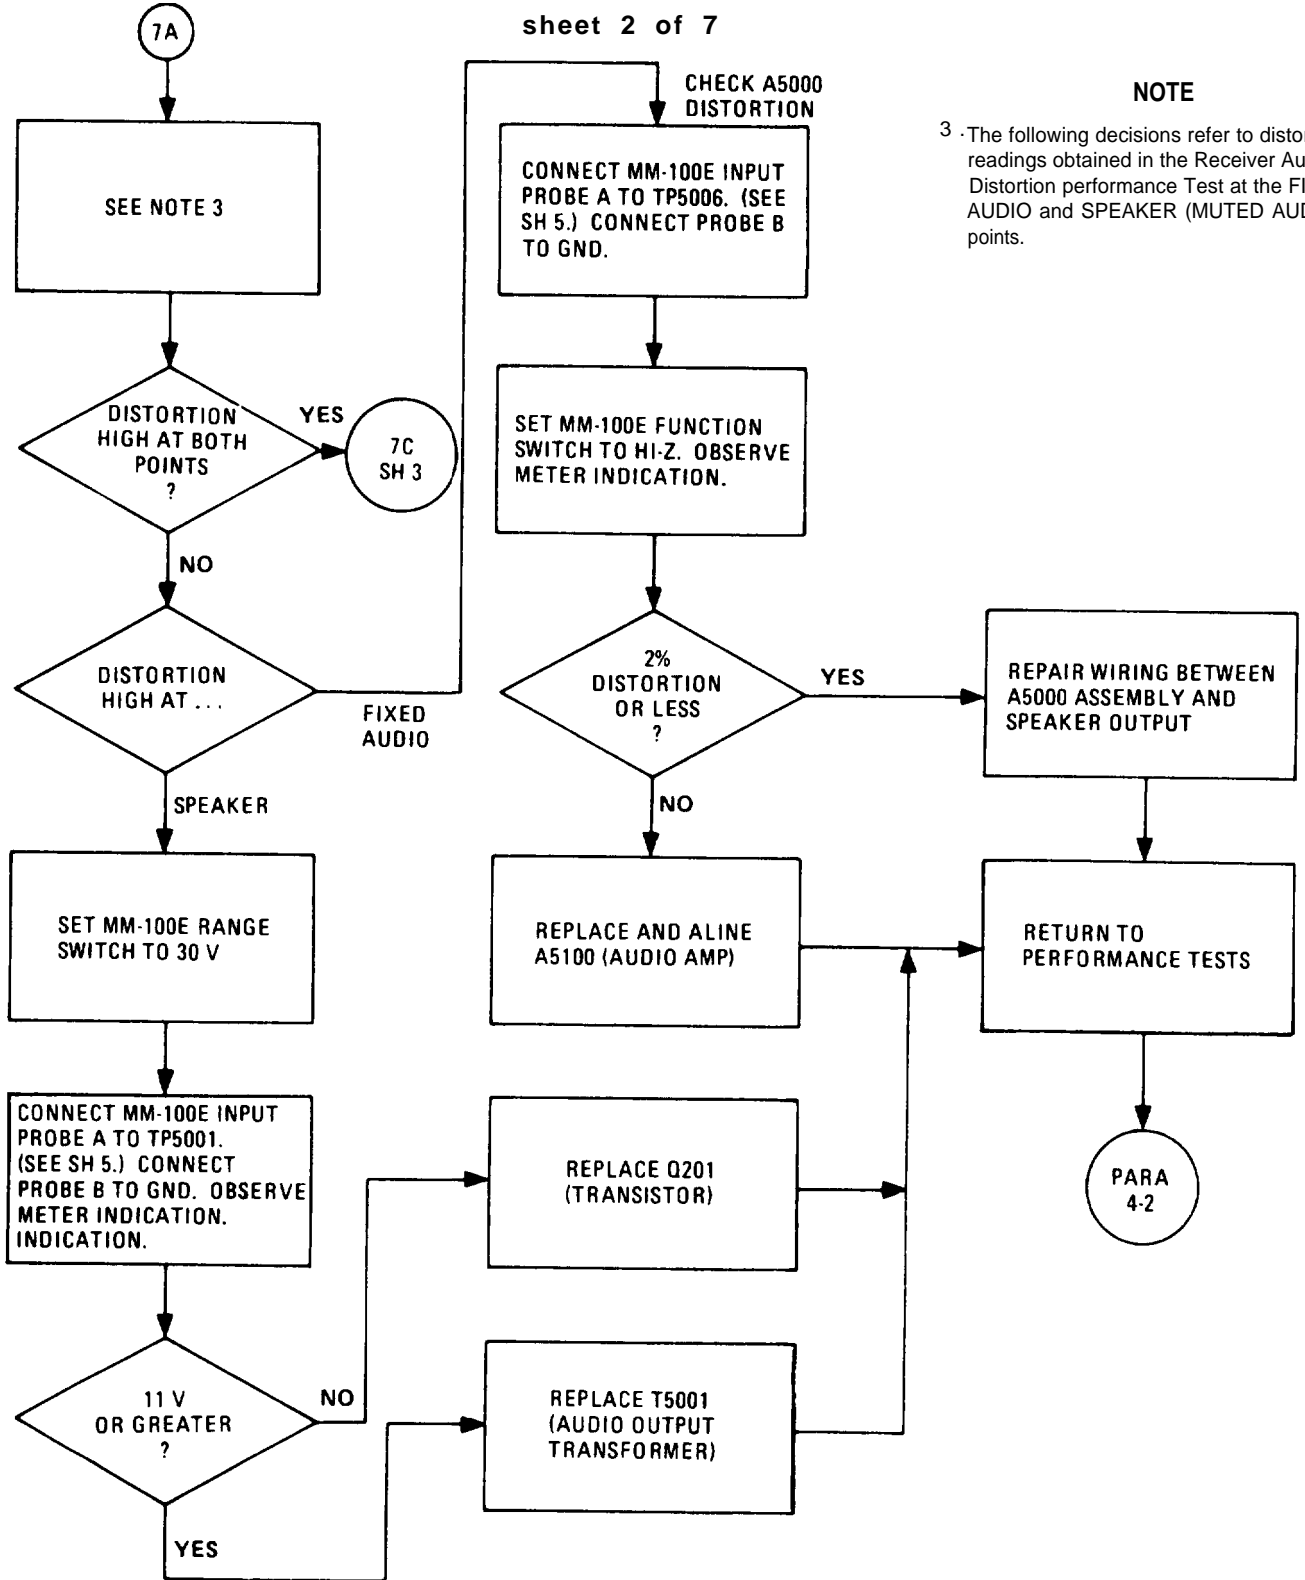 sheet 2 of 7
7A
SEE NOTE 3
DISTORTION
HIGH AT BOTH
POINTS
?
YES
7C
SH 3
NO
DISTORTION
HIGH AT ...
FIXED
AUDIO
SPEAKER
SET MM-100E RANGE
SWITCH TO 30 V
CONNECT MM-100E INPUT
PROBE A TO TP5001.
(SEE SH 5.) CONNECT
PROBE B TO GND. OBSERVE
METER INDICATION.
INDICATION.
11 V
OR GREATER
?
NO
YES
CHECK A5000
DISTORTION
CONNECT MM-100E INPUT
PROBE A TO TP5006. (SEE
SH 5.) CONNECT PROBE B
TO GND.
SET MM-100E FUNCTION
SWITCH TO HI-Z. OBSERVE
METER INDICATION.
2%
DISTORTION
OR LESS
?
YES
NO
REPLACE AND ALINE
A5100 (AUDIO AMP)
REPLACE Q201
(TRANSISTOR)
REPLACE T5001
(AUDIO OUTPUT
TRANSFORMER)
NOTE
3 . The following decisions refer to
readings obtained in the Receiver
Distortion performance Test at the
AUDIO and SPEAKER (MUTED
points.
REPAIR WIRING BETWEEN
A5000 ASSEMBLY AND
SPEAKER OUTPUT
RETURN TO
PERFORMANCE TESTS
PARA
4-2